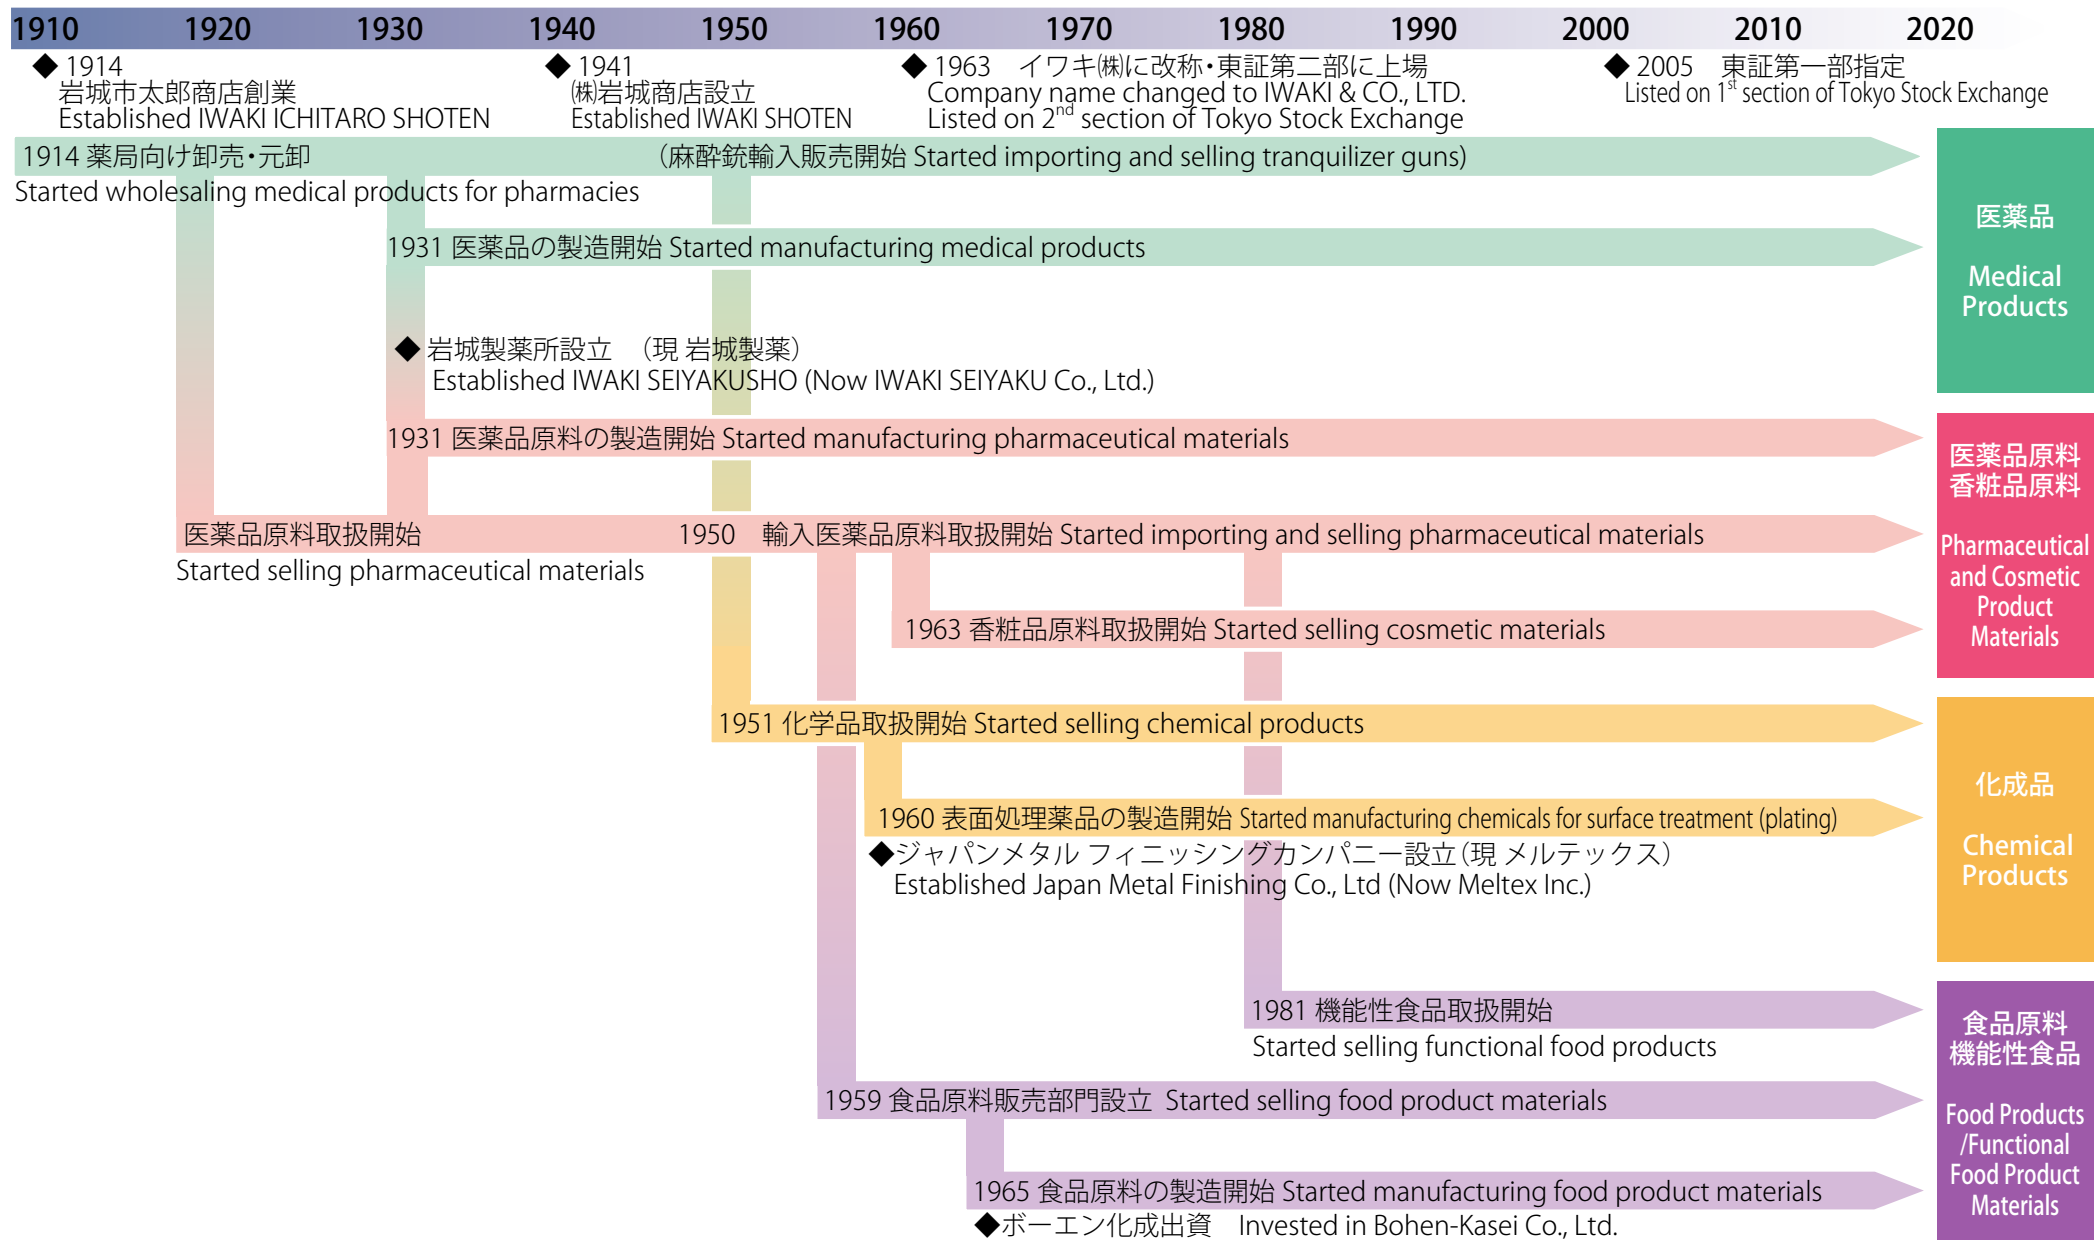 1910 1920 1930 1940 1950 1960 1970 1980 1990 2000 2010 2020
◆ 1914
岩城市太郎商店創業
Established IWAKI ICHITARO SHOTEN
◆ 1941
㈱岩城商店設立
Established IWAKI SHOTEN
◆ 1963 イワキ㈱に改称・東証第二部に上場
Company name changed to IWAKI & CO., LTD.
Listed on 2nd section of Tokyo Stock Exchange
◆ 2005 東証第一部指定
Listed on 1st section of Tokyo Stock Exchange
1914 薬局向け卸売・元卸
(麻酔銃輸入販売開始 Started importing and selling tranquilizer guns)
Started wholesaling medical products for pharmacies
1931 医薬品の製造開始 Started manufacturing medical products
◆ 岩城製薬所設立 (現 岩城製薬)
Established IWAKI SEIYAKUSHO (Now IWAKI SEIYAKU Co., Ltd.)
医薬品
Medical
Products
1931 医薬品原料の製造開始 Started manufacturing pharmaceutical materials
医薬品原料取扱開始
1950 輸入医薬品原料取扱開始 Started importing and selling pharmaceutical materials
Started selling pharmaceutical materials
1963 香粧品原料取扱開始 Started selling cosmetic materials
医薬品原料
香粧品原料
Pharmaceutical
and Cosmetic
Product
Materials
1951 化学品取扱開始 Started selling chemical products
1960 表面処理薬品の製造開始 Started manufacturing chemicals for surface treatment (plating)
◆ジャパンメタル フィニッシングカンパニー設立(現 メルテックス)
Established Japan Metal Finishing Co., Ltd (Now Meltex Inc.)
化成品
Chemical
Products
1981 機能性食品取扱開始
Started selling functional food products
1959 食品原料販売部門設立 Started selling food product materials
1965 食品原料の製造開始 Started manufacturing food product materials
◆ボーエン化成出資 Invested in Bohen-Kasei Co., Ltd.
食品原料
機能性食品
Food Products
/Functional
Food Product
Materials